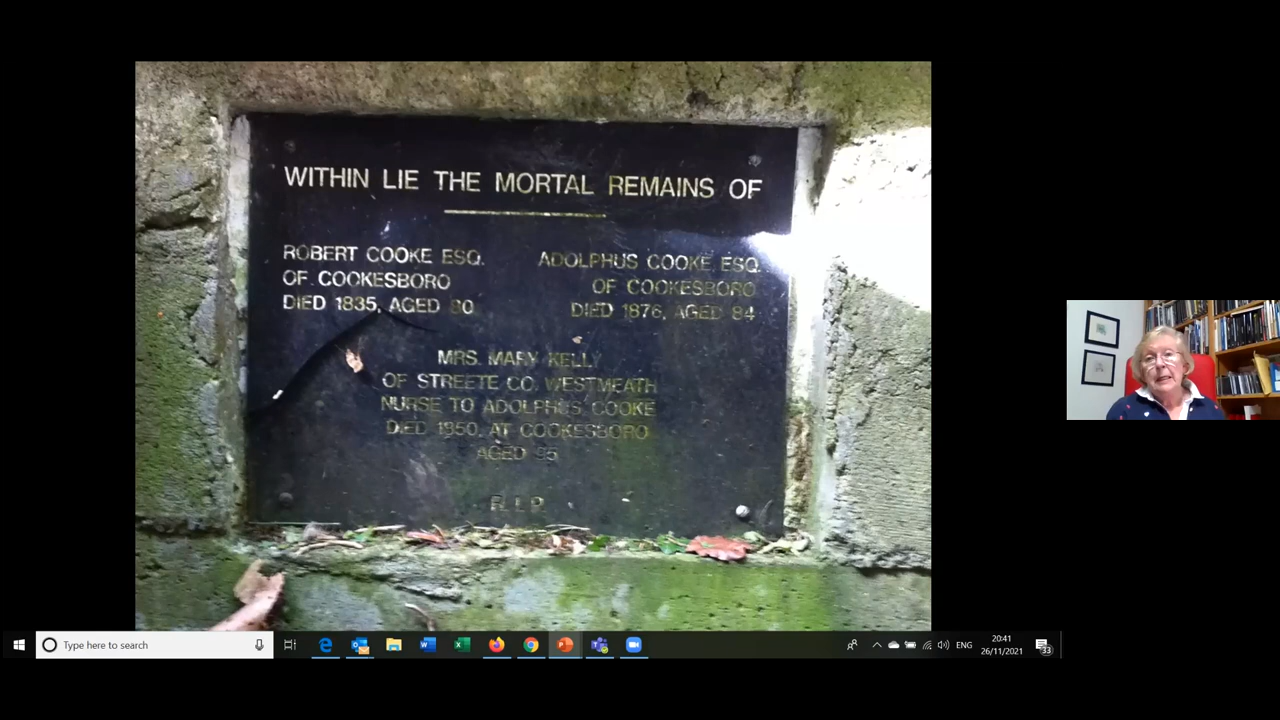 WITHIN LIE THE MORTAL REMAINS OF
ROBERT COOKE ESQ.
OF COOKESBORO
DIED 1835, AGED 80.
ADOLPHUS COOKE, ESQ.
OF COOKESBORO
DIED 1876, AGED 84
MRS. MARY KELLY
OF STREETE CO. WESTMEATH
NURSE TO ADOLPHUS COOKE
DIED 1850, AT COOKESBORO
AGED 95
R.I.P.
Type here to search
ENG
20:41
26/11/2021
33